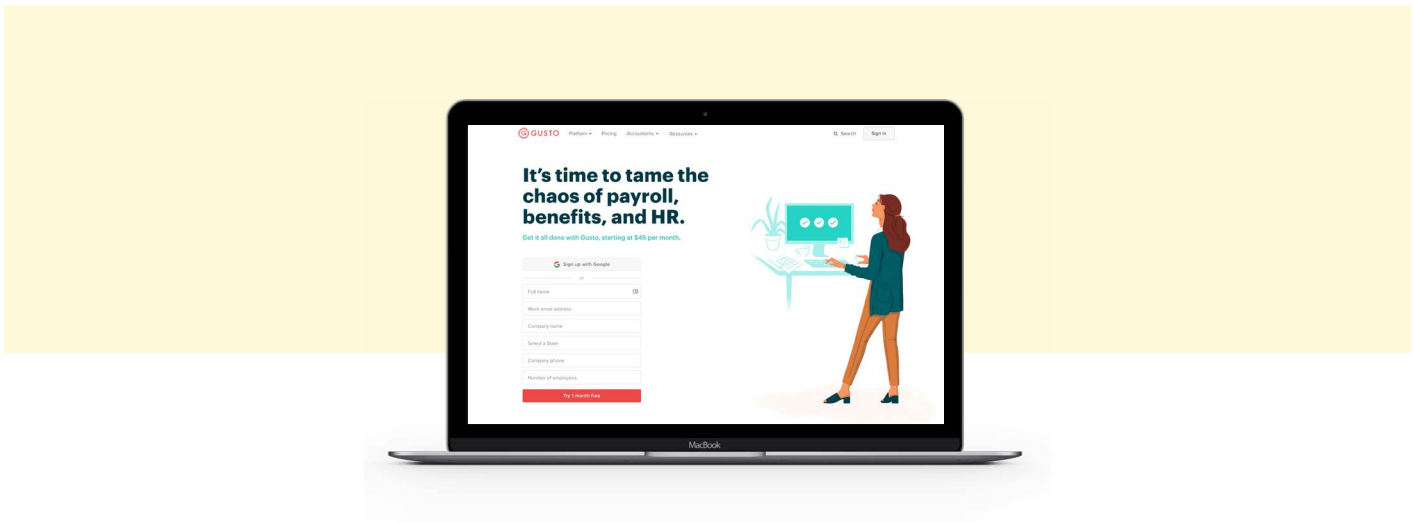 GUSTO Platform Pricing Accountants Resources Search Sign in
It's time to tame the
chaos of payroll,
benefits, and HR.
Get it all done with Gusto, starting at $45 per month.
Sign up with Google
or
Full name
Work email address
Company name
Select a State
Company phone
Number of employees
Try 1 month free
MacBook